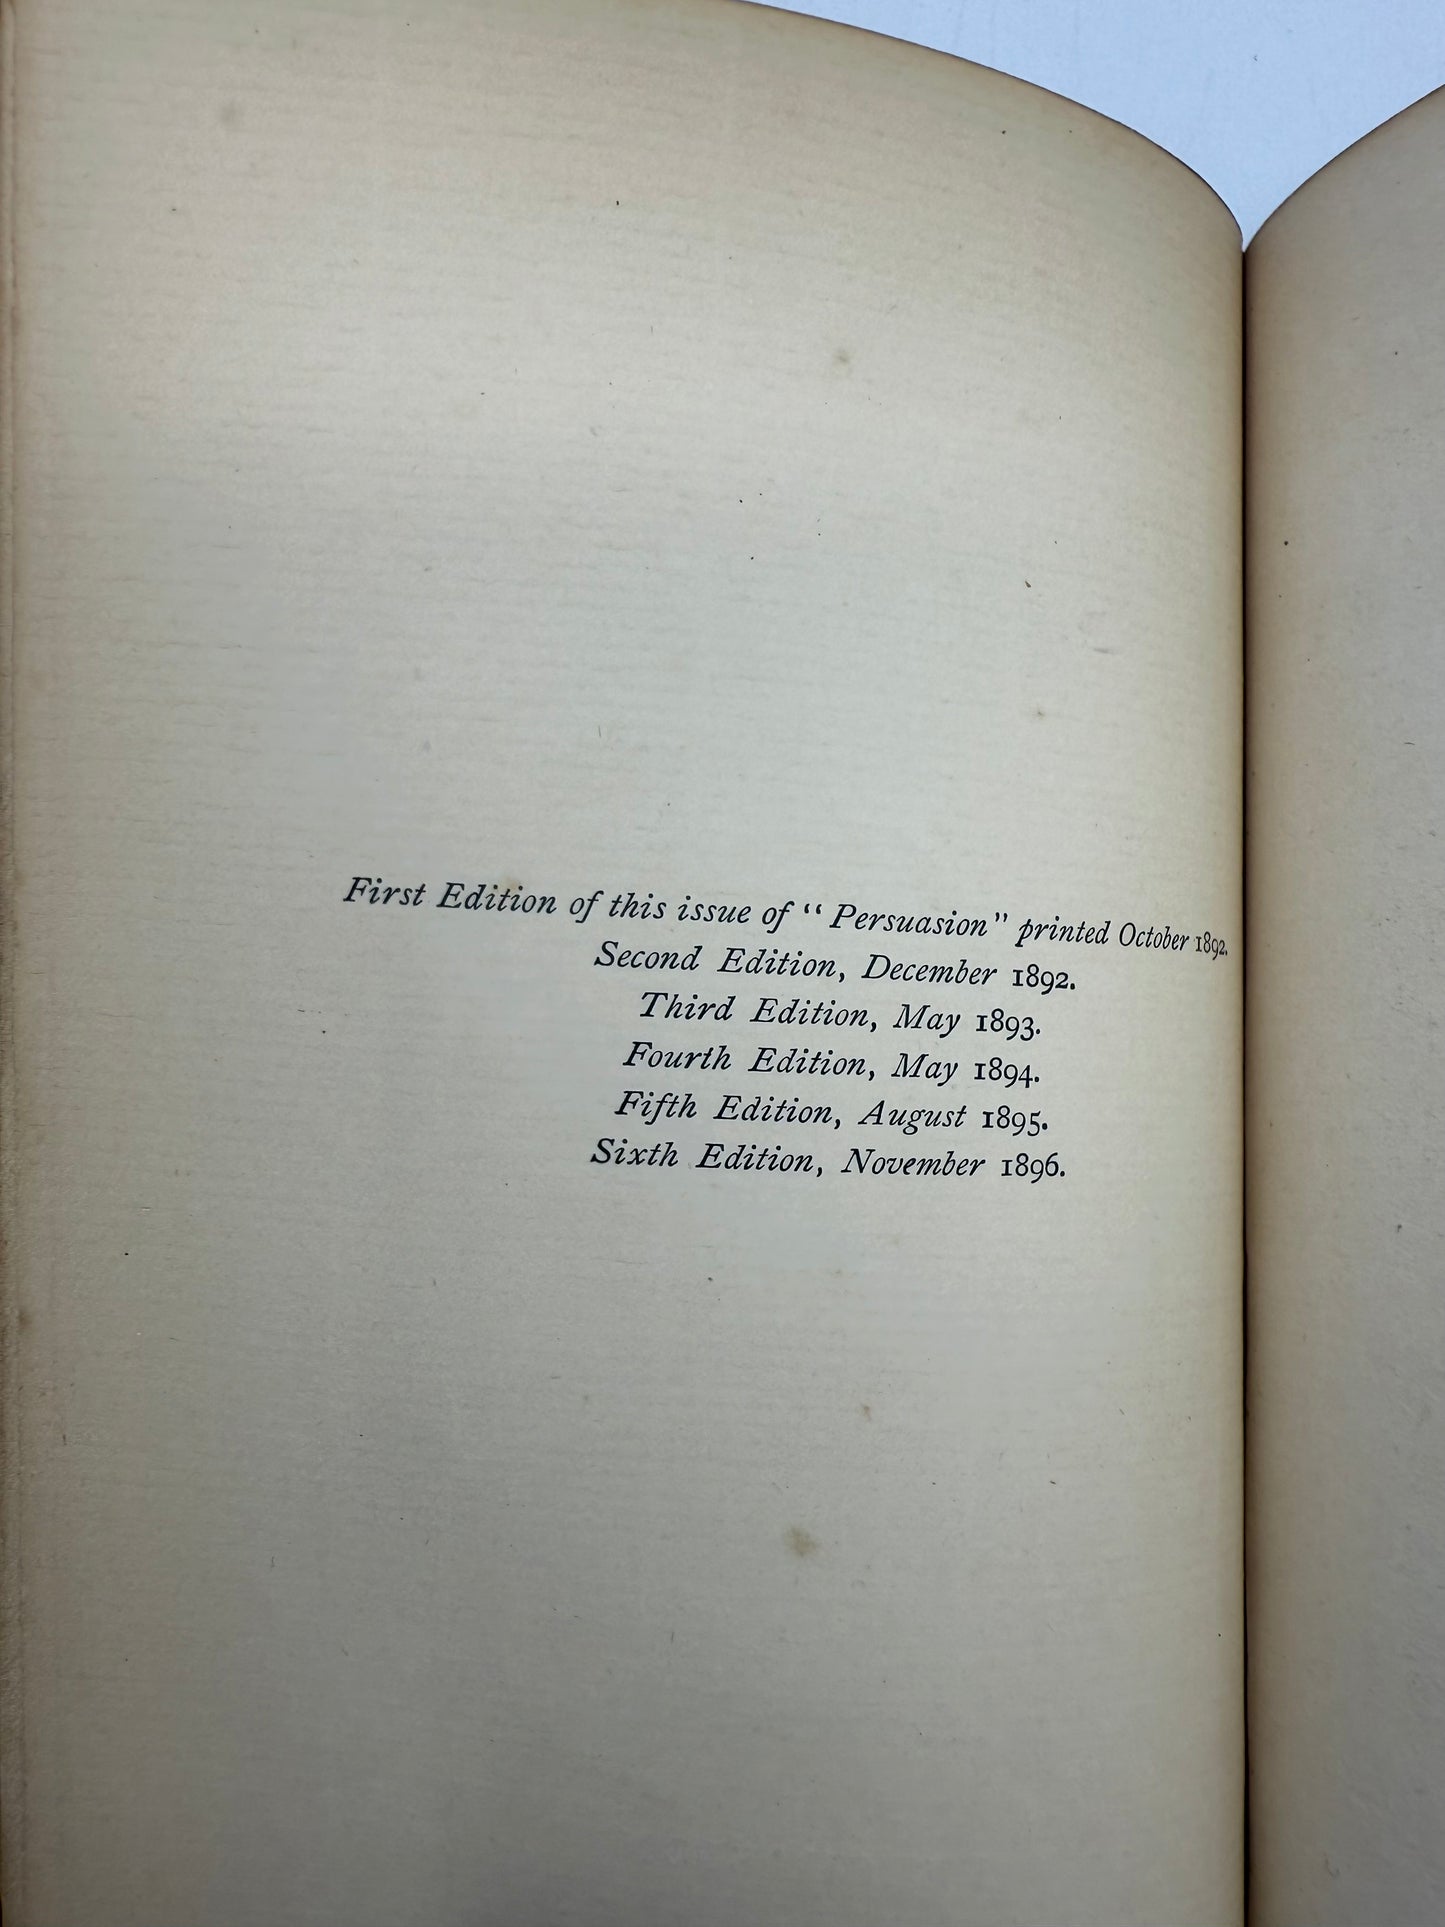 First Edition of this issue of “ Persuasion” printed October 1892.
Second Edition, December 1892.
Third Edition, May 1893.
Fourth Edition, May 1894.
Fifth Edition, August 1895.
Sixth Edition, November 1896.